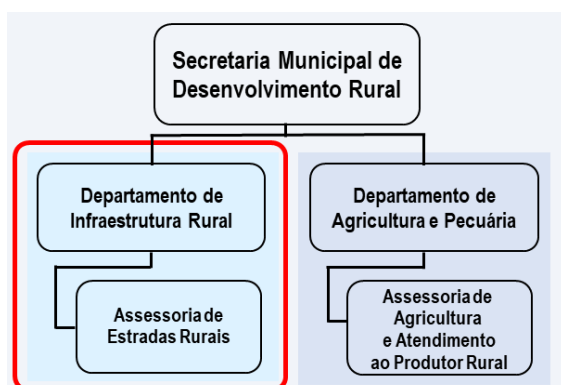 Secretaria Municipal de
Desenvolvimento Rural
Departamento de
Infraestrutura Rural
Departamento de
Agricultura e Pecuária
Assessoria de
Estradas Rurais
Assessoria de
Agricultura
e Atendimento
ao Produtor Rural